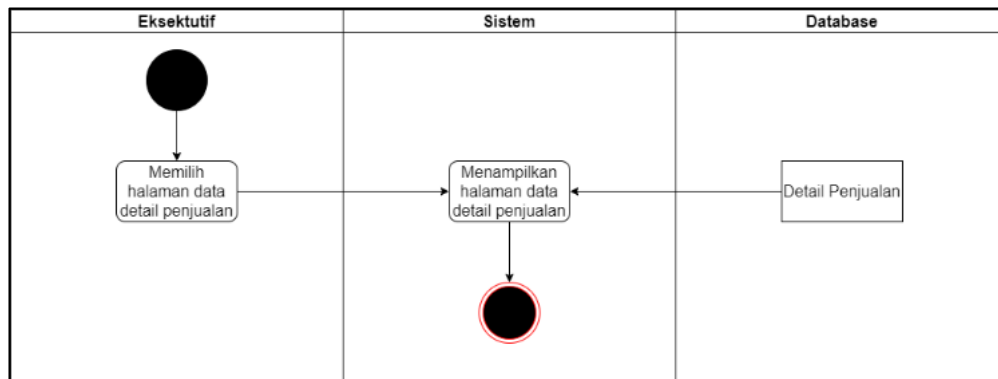 Eksektutif
Sistem
Database
Memilih
halaman data
detail penjualan
Menampilkan
halaman data
detail penjualan
Detail Penjualan